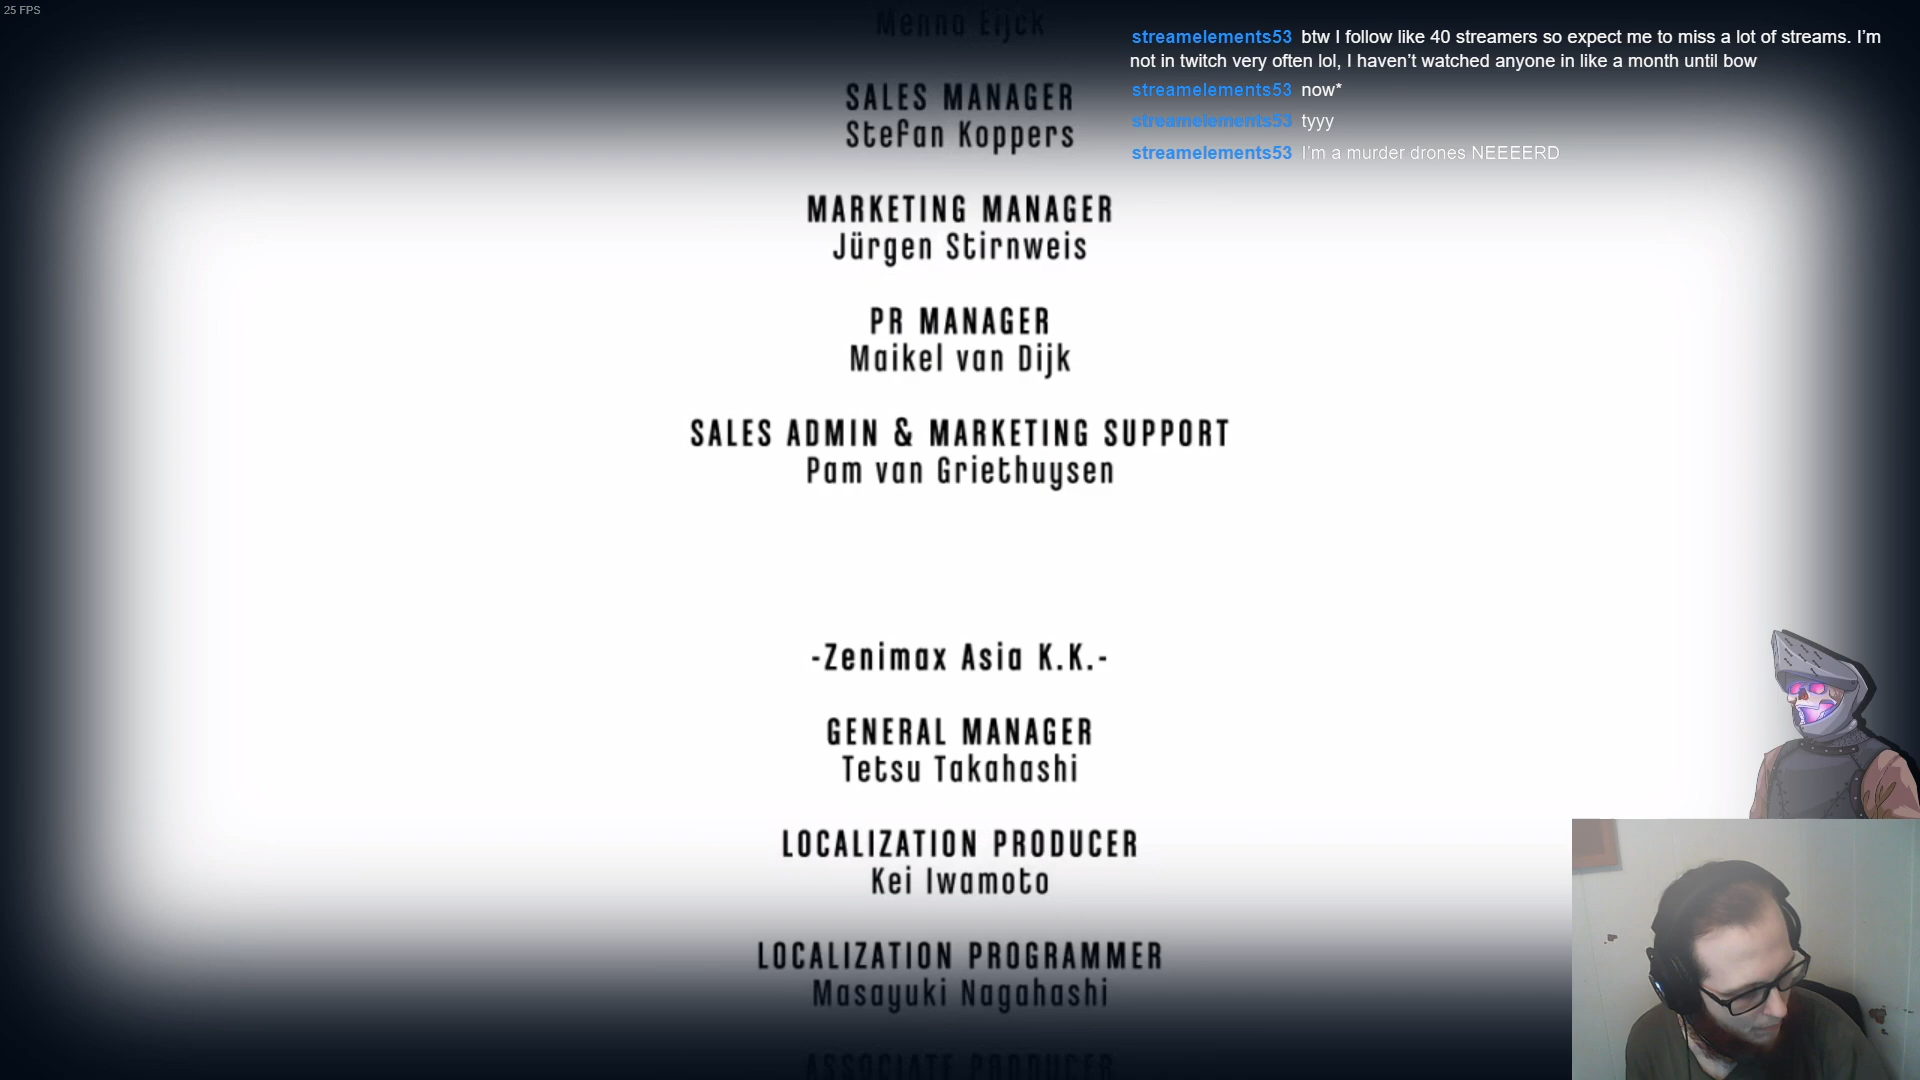 25 FPS
Menno Eijck
SALES MANAGER
Stefan Koppers
MARKETING MANAGER
Jürgen Stirnweis
PR MANAGER
Maikel van Dijk
SALES ADMIN & MARKETING SUPPORT
Pam van Griethuysen
-Zenimax Asia K.K.-
GENERAL MANAGER
Tetsu Takahashi
LOCALIZATION PRODUCER
Kei Iwamoto
LOCALIZATION PROGRAMMER
Masayuki Nagahashi
ASSOCIATE PRODUCER
streamelements53 btw I follow like 40 streamers so expect me to miss a lot of streams. I’m
not in twitch very often lol, I haven’t watched anyone in like a month until bow
streamelements53 now*
streamelements53 tyyy
streamelements53 I’m a murder drones NEEEERD